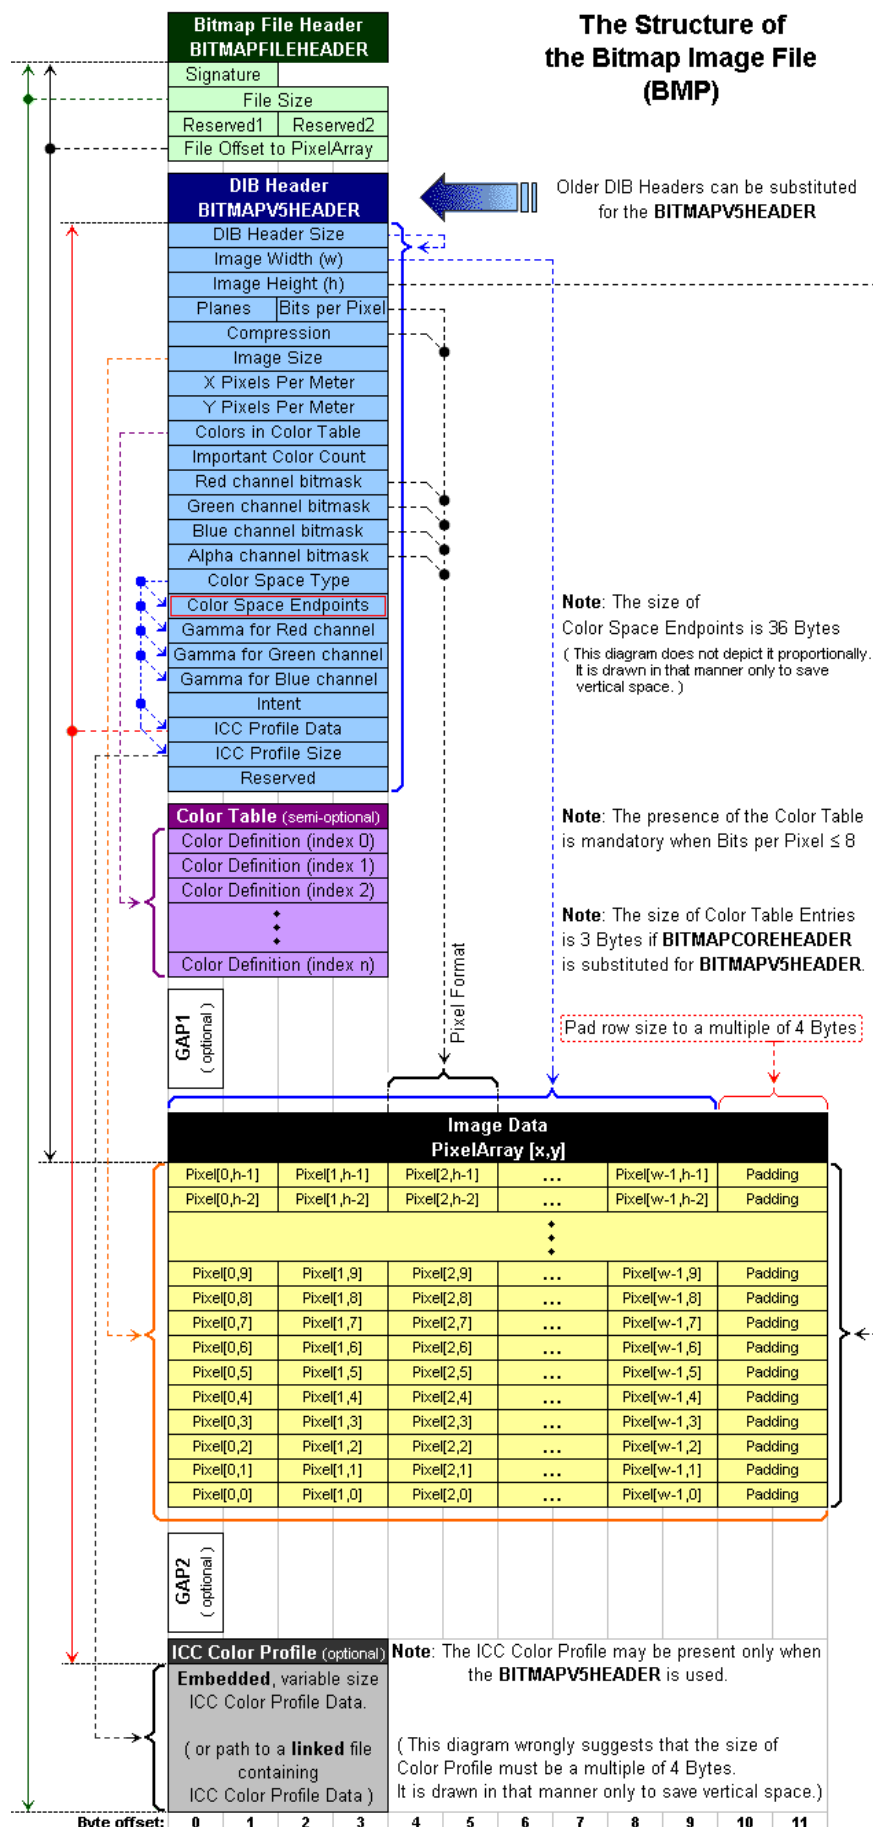 The Structure of
the Bitmap Image File
(BMP)
Bitmap File Header
BITMAPFILEHEADER
Signature
File Size
Reserved1 Reserved2
File Offset to PixelArray
DIB Header
BITMAPV5HEADER
Older DIB Headers can be substituted
for the BITMAPV5HEADER
DIB Header Size
Image Width (w)
Image Height (h)
Planes Bits per Pixel
Compression
Image Size
X Pixels Per Meter
Y Pixels Per Meter
Colors in Color Table
Important Color Count
Red channel bitmask
Green channel bitmask
Blue channel bitmask
Alpha channel bitmask
Color Space Type
Color Space Endpoints
Gamma for Red channel
Gamma for Green channel
Gamma for Blue channel
Intent
ICC Profile Data
ICC Profile Size
Reserved
Note: The size of
Color Space Endpoints is 36 Bytes
( This diagram does not depict it proportionally.
It is drawn in that manner only to save
vertical space. )
Color Table (semi-optional)
Color Definition (index 0)
Color Definition (index 1)
Color Definition (index 2)
Color Definition (index n)
Note: The presence of the Color Table
is mandatory when Bits per Pixel ≤ 8
Note: The size of Color Table Entries
is 3 Bytes if BITMAPCOREHEADER
is substituted for BITMAPV5HEADER.
GAP1
( optional )
Pixel Format
Pad row size to a multiple of 4 Bytes
Image Data
PixelArray [x,y]
Pixel[0,h-1] Pixel[1,h-1] Pixel[2,h-1] ... Pixel[w-1,h-1] Padding
Pixel[0,h-2] Pixel[1,h-2] Pixel[2,h-2] ... Pixel[w-1,h-2] Padding
Pixel[0,9] Pixel[1,9] Pixel[2,9] ... Pixel[w-1,9] Padding
Pixel[0,8] Pixel[1,8] Pixel[2,8] ... Pixel[w-1,8] Padding
Pixel[0,7] Pixel[1,7] Pixel[2,7] ... Pixel[w-1,7] Padding
Pixel[0,6] Pixel[1,6] Pixel[2,6] ... Pixel[w-1,6] Padding
Pixel[0,5] Pixel[1,5] Pixel[2,5] ... Pixel[w-1,5] Padding
Pixel[0,4] Pixel[1,4] Pixel[2,4] ... Pixel[w-1,4] Padding
Pixel[0,3] Pixel[1,3] Pixel[2,3] ... Pixel[w-1,3] Padding
Pixel[0,2] Pixel[1,2] Pixel[2,2] ... Pixel[w-1,2] Padding
Pixel[0,1] Pixel[1,1] Pixel[2,1] ... Pixel[w-1,1] Padding
Pixel[0,0] Pixel[1,0] Pixel[2,0] ... Pixel[w-1,0] Padding
GAP2
( optional )
ICC Color Profile (optional)
Embedded, variable size
ICC Color Profile Data.
( or path to a linked file
containing
ICC Color Profile Data )
Note: The ICC Color Profile may be present only when
the BITMAPV5HEADER is used.
( This diagram wrongly suggests that the size of
Color Profile must be a multiple of 4 Bytes.
It is drawn in that manner only to save vertical space.)
Byte offset: 0 1 2 3 4 5 6 7 8 9 10 11